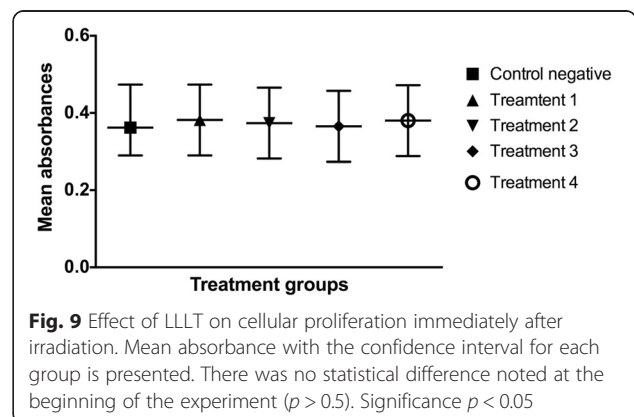 0.6
0.4
0.2
0.0
Mean absorbances
Treatment groups
Control negative
Treamtent 1
Treatment 2
Treatment 3
Treatment 4
Fig. 9 Effect of LLLT on cellular proliferation immediately after
irradiation. Mean absorbance with the confidence interval for each
group is presented. There was no statistical difference noted at the
beginning of the experiment (p > 0.5). Significance p < 0.05